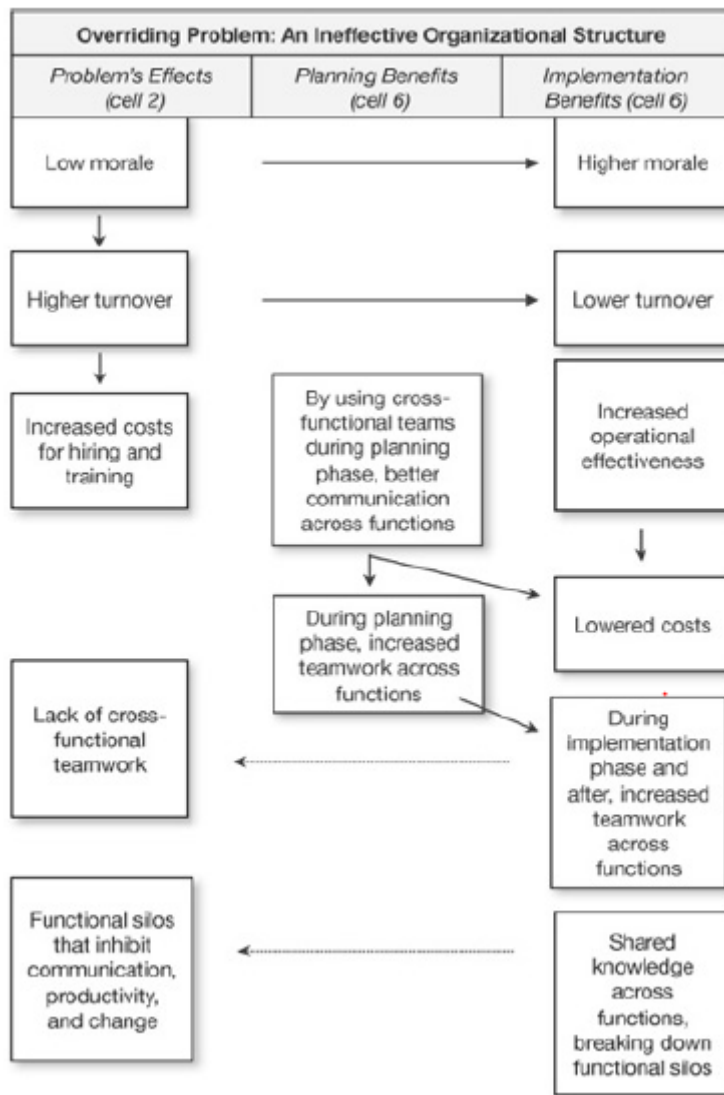 Overriding Problem: An Ineffective Organizational Structure
Problem's Effects
(cell 2)
Planning Benefits
(cell 6)
Implementation
Benefits (cell 6)
Low morale
Higher morale
Higher turnover
Lower turnover
Increased costs
for hiring and
training
By using cross-
functional teams
during planning
phase, better
communication
across functions
Increased
operational
effectiveness
During planning
phase, increased
teamwork across
functions
Lowered costs
Lack of cross-
functional
teamwork
During
implementation
phase and
after, increased
teamwork
across
functions
Functional silos
that inhibit
communication,
productivity,
and change
Shared
knowledge
across
functions,
breaking down
functional silos